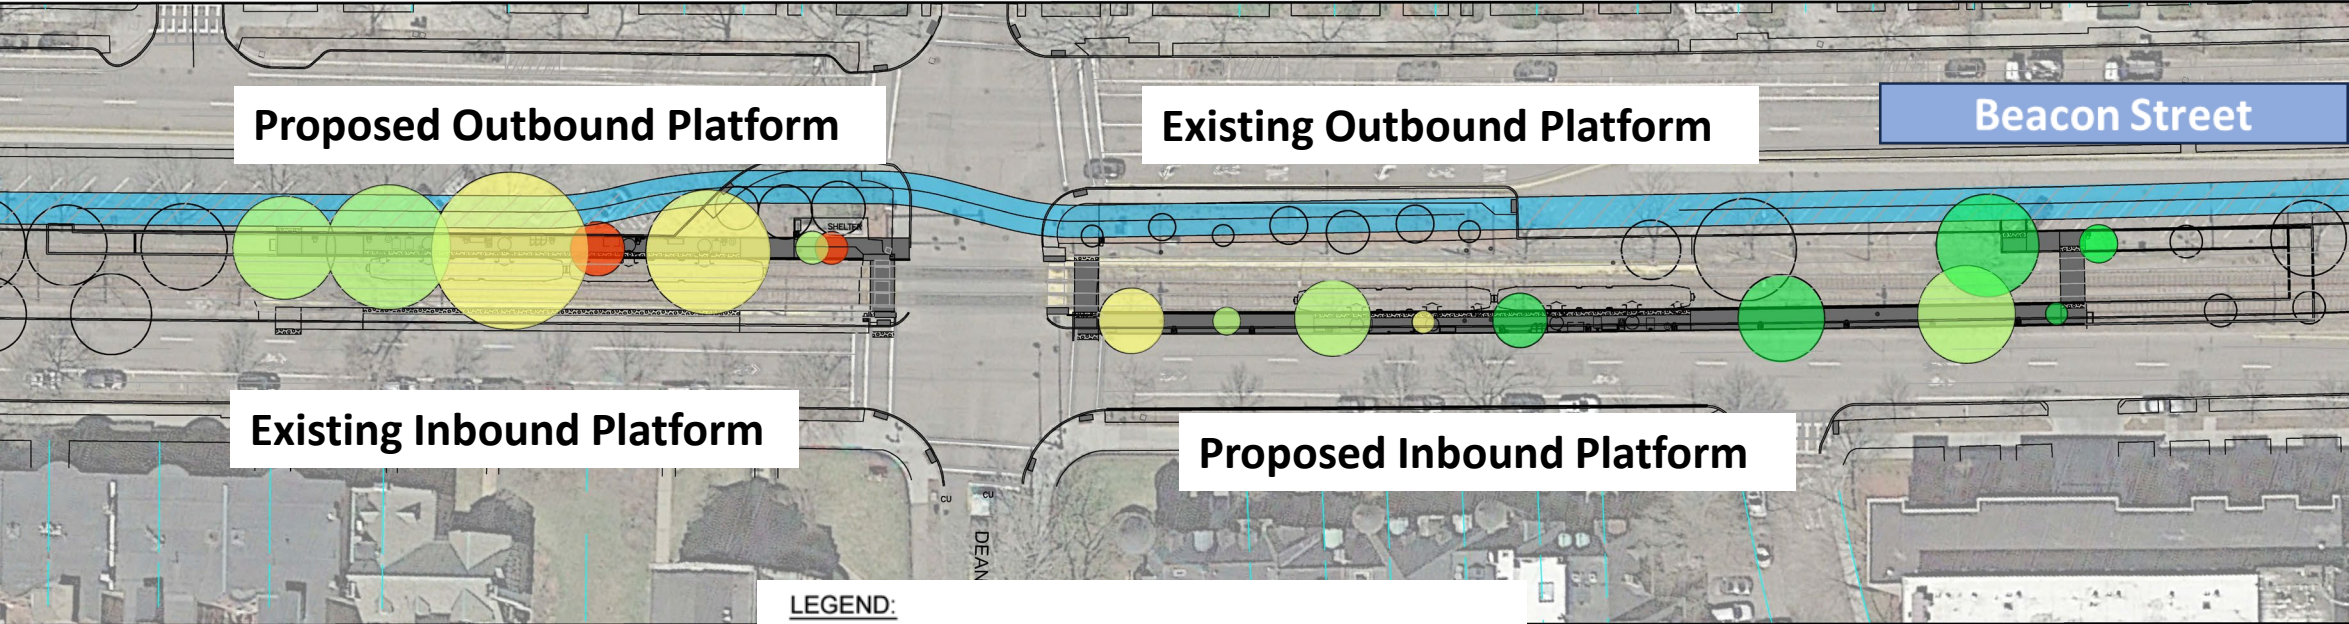 Proposed Outbound Platform
Existing Outbound Platform
Beacon Street
SHELTER
Existing Inbound Platform
Proposed Inbound Platform
CU
CU
DEAN
LEGEND: